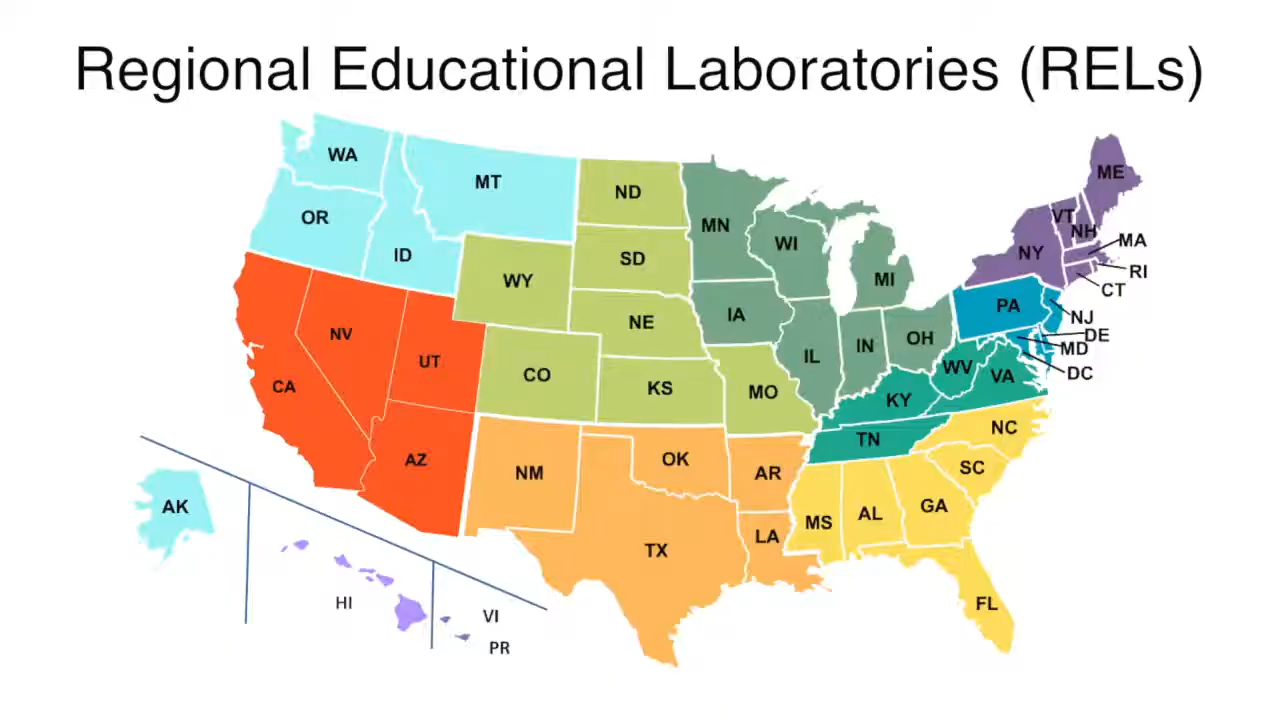 Regional Educational Laboratories (RELs)
WA
MT
ND
MN
ME
OR
ID
SD
WI
MI
VT
NH
NY
MA
RI
CT
WY
NE
IA
PA
NJ
NV
UT
CO
KS
MO
IL
IN
OH
WV
VA
DE
MD
DC
CA
KY
AZ
NM
OK
AR
TN
NC
SC
AK
TX
LA
MS
AL
GA
HI
VI
PR
FL